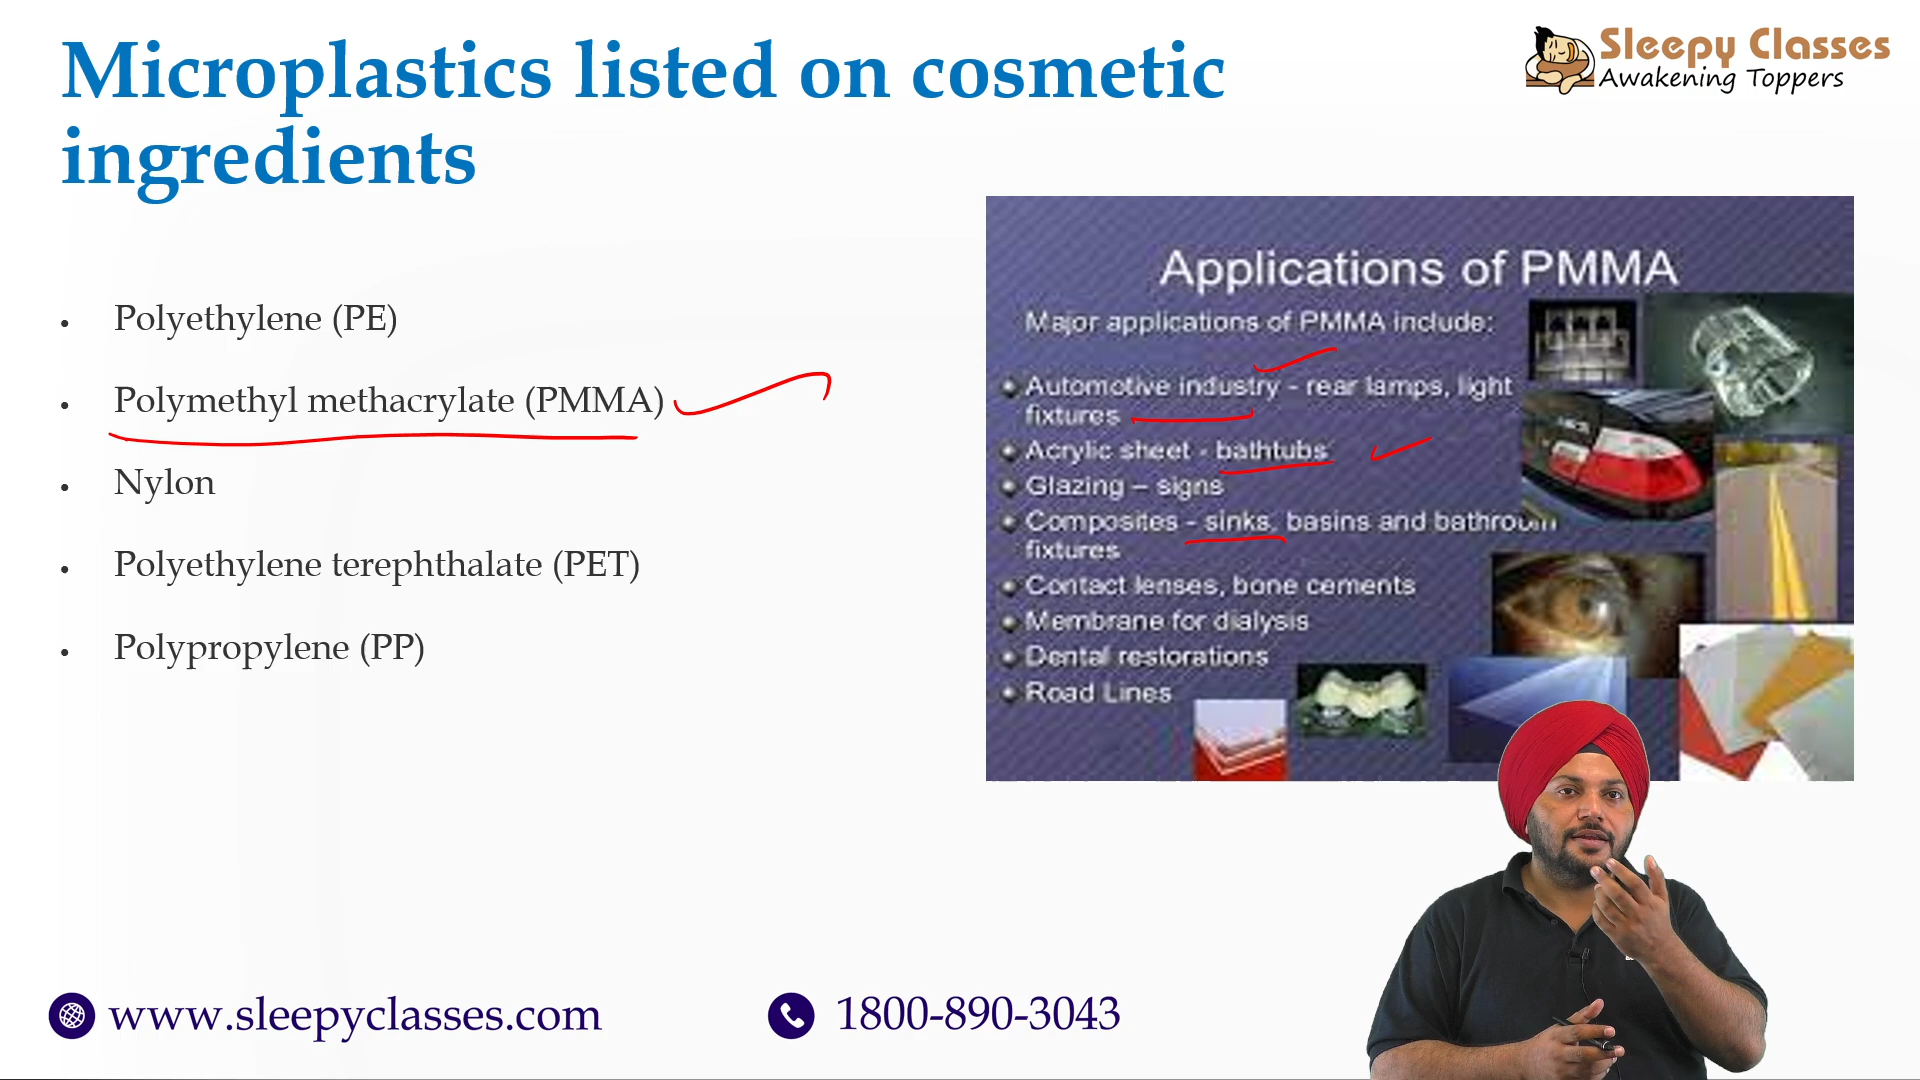 Microplastics listed on cosmetic
ingredients
Sleepy Classes
Awakening Toppers
• Polyethylene (PE)
• Polymethyl methacrylate (PMMA)
• Nylon
• Polyethylene terephthalate (PET)
• Polypropylene (PP)
Applications of PMMA
Major applications of PMMA include:
Automotive industry - rear lamps, light
fixtures
Acrylic sheet - bathtubs
Glazing – signs
Composites - sinks, basins and bathroom
fixtures
Contact lenses, bone cements
Membrane for dialysis
Dental restorations
Road Lines
www.sleepyclasses.com
1800-890-3043